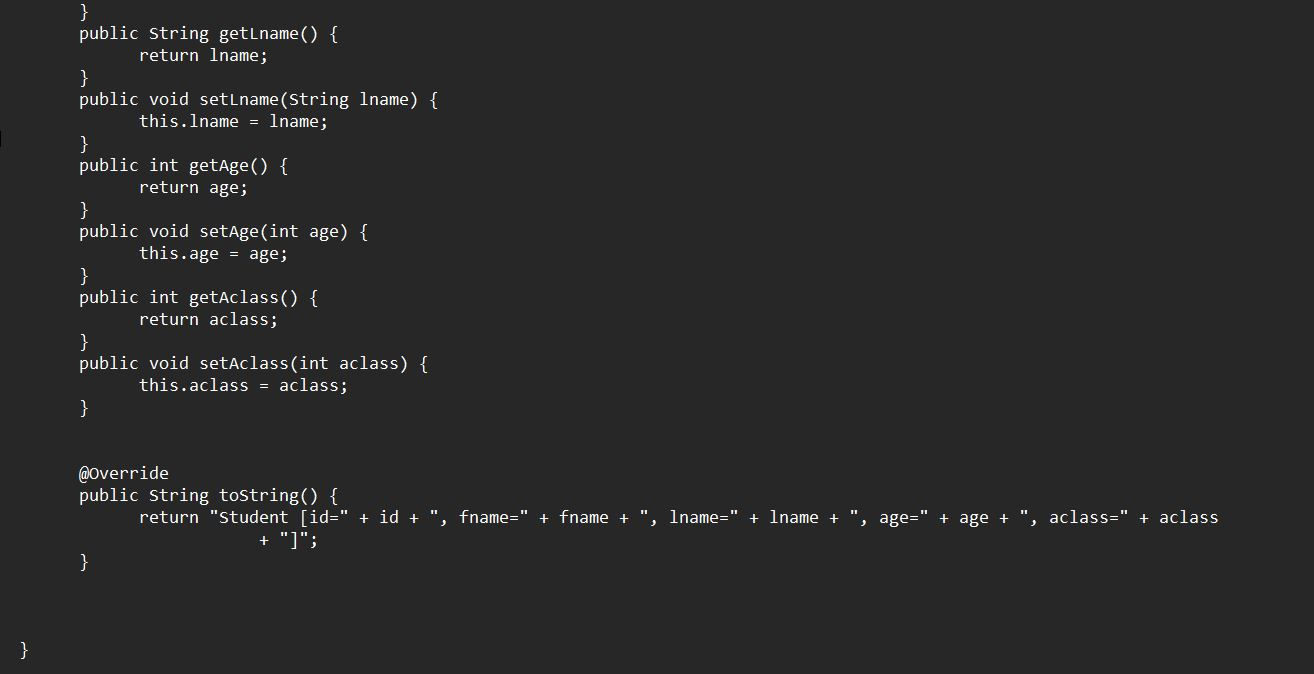 }
public String getLname() {
return lname;
}
public void setLname(String lname) {
this.lname = lname;
}
public int getAge() {
return age;
}
public void setAge(int age) {
this.age = age;
}
public int getAclass() {
return aclass;
}
public void setAclass(int aclass) {
this.aclass = aclass;
}
@Override
public String toString() {
return "Student [id=" + id + ", fname=" + fname + ", lname=" + lname + ", age=" + age + ", aclass=" + aclass
+ "]";
}
}